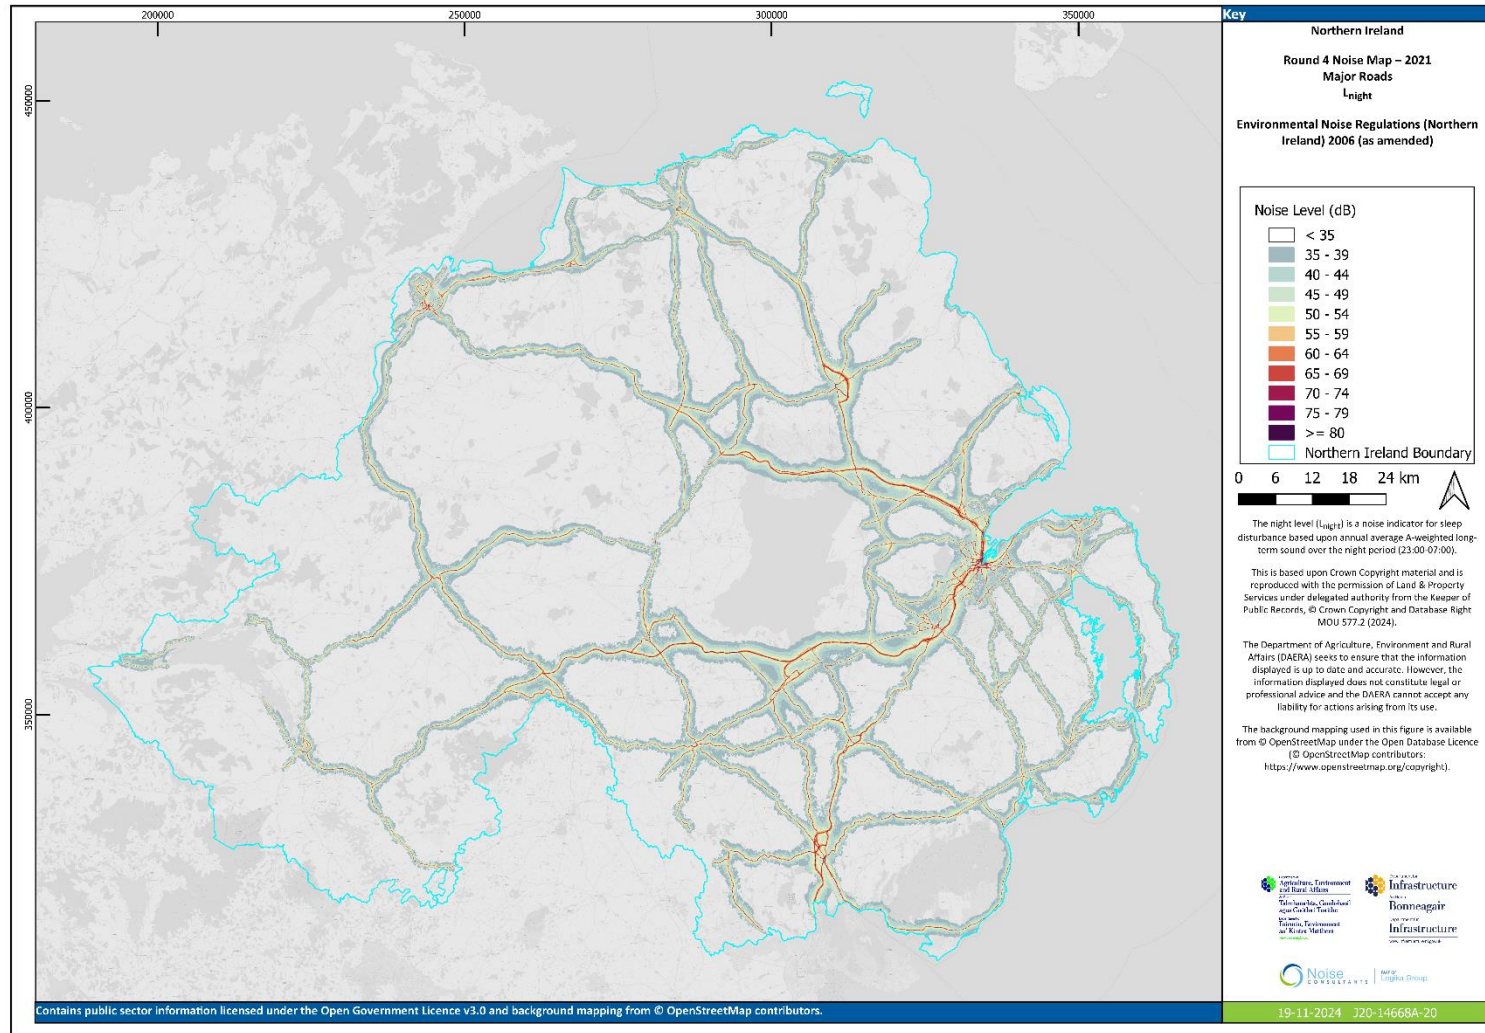 200000
250000
300000
350000
450000
400000
350000
Key
Northern Ireland
Round 4 Noise Map – 2021
Major Roads
Lnight
Environmental Noise Regulations (Northern
Ireland) 2006 (as amended)
Noise Level (dB)
< 35
35 - 39
40 - 44
45 - 49
50 - 54
55 - 59
60 - 64
65 - 69
70 - 74
75 - 79
>= 80
Northern Ireland Boundary
0 6 12 18 24 km
The night level (Lnight) is a noise indicator for sleep
disturbance based upon annual average A-weighted long-
term sound over the night period (23:00-07:00).
This is based upon Crown Copyright material and is
reproduced with the permission of Land & Property
Services under delegated authority from the Keeper of
Public Records, © Crown Copyright and Database Right
MOU 577.2 (2024).
The Department of Agriculture, Environment and Rural
Affairs (DAERA) seeks to ensure that the information
displayed is up to date and accurate. However, the
information displayed does not constitute legal or
professional advice and the DAERA cannot accept any
liability for actions arising from its use.
The background mapping used in this figure is available
from © OpenStreetMap under the Open Database Licence
(© OpenStreetMap contributors:
https://www.openstreetmap.org/copyright).
Agriculture, Environment
and Rural Affairs
Infrastructure
Bonneagair
Infrastructure
Noise
CONSULTANTS
Logika Group
Contains public sector information licensed under the Open Government Licence v3.0 and background mapping from © OpenStreetMap contributors.
19-11-2024 J20-14668A-20